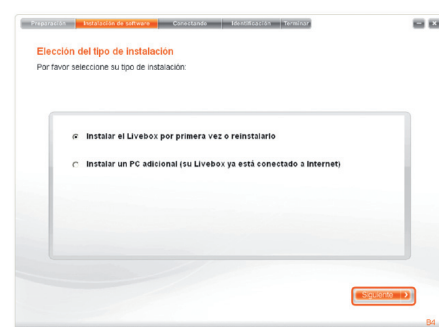 Preparación Instalación de software Conectando Identificación Terminar
Elección del tipo de instalación
Por favor seleccione su tipo de instalación:
Instalar el Livebox por primera vez o reinstalarlo
Instalar un PC adicional (su Livebox ya está conectado a Internet)
Siguiente
B4